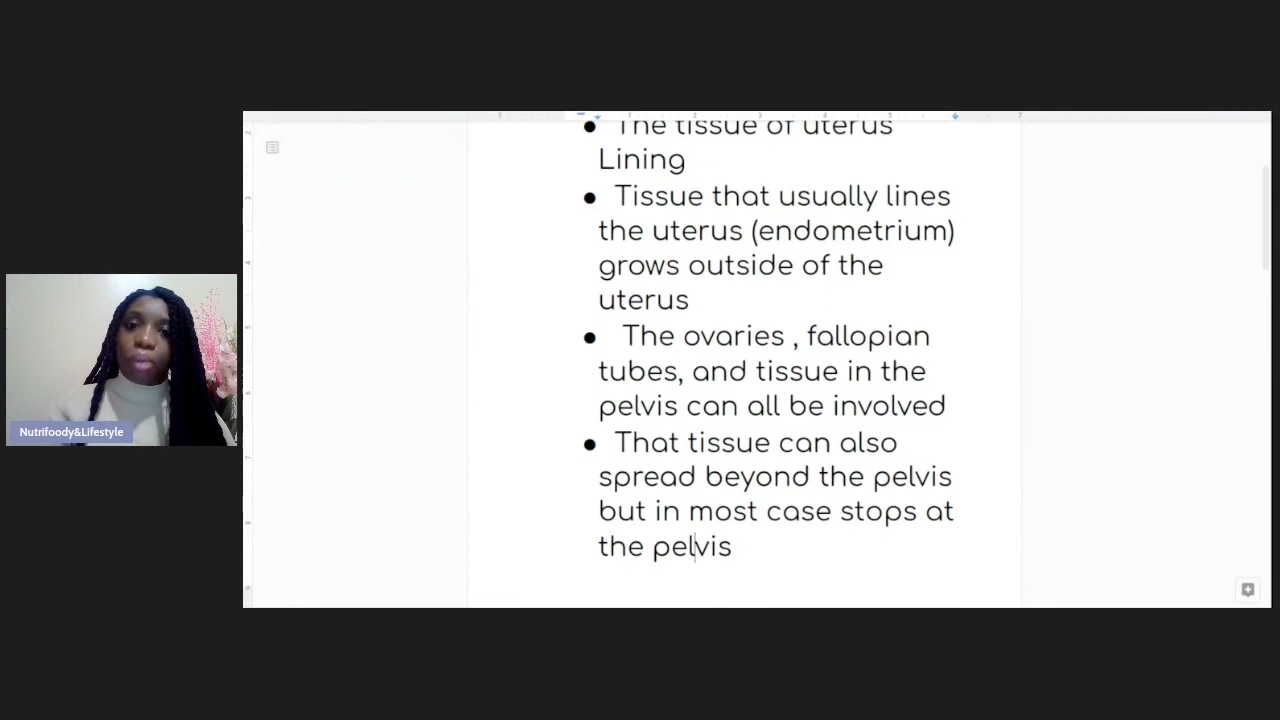 The tissue of uterus
Lining
Tissue that usually lines
the uterus (endometrium)
grows outside of the
uterus
The ovaries , fallopian
tubes, and tissue in the
pelvis can all be involved
That tissue can also
spread beyond the pelvis
but in most case stops at
the pelvis
Nutrifoody&Lifestyle